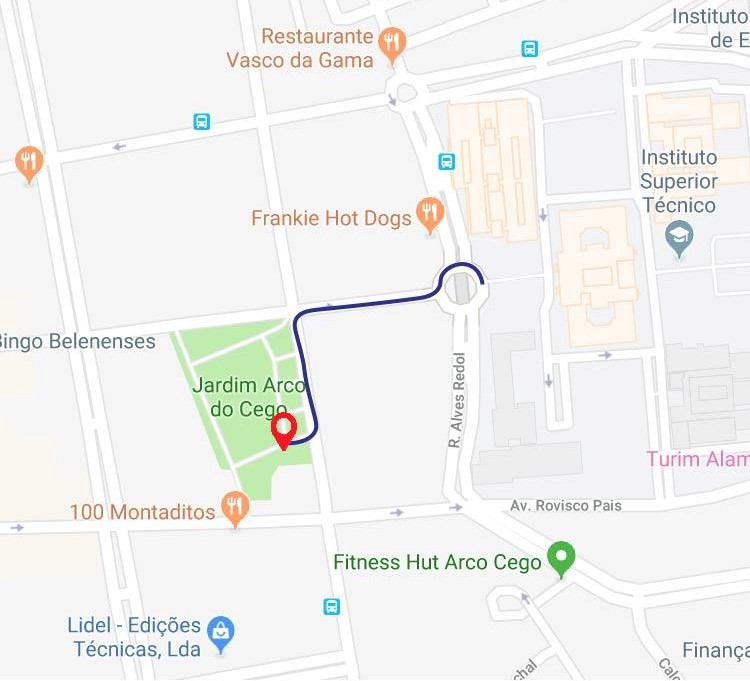 Instituto
de E
Restaurante
Vasco da Gama
Instituto
Superior
Técnico
Frankie Hot Dogs
Bingo Belenenses
Jardim Arco
do Cego
R. Alves Redol
Turim Alam
100 Montaditos
Av. Rovisco Pais
Fitness Hut Arco Cego
Lidel - Edições
Técnicas, Lda
Finança
chal
Calç